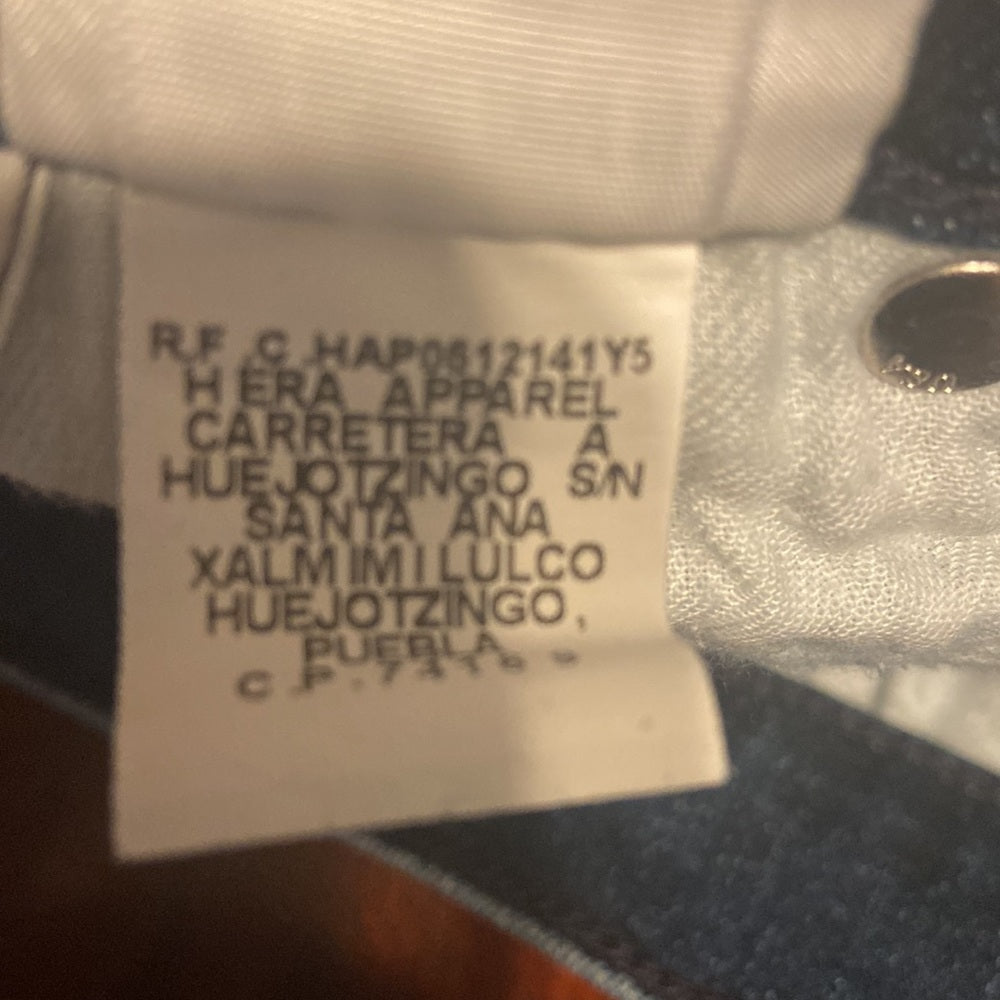 R.F.C.HAP0612141Y5
HERA APPAREL
CARRETERA A
HUEJOTZINGO S/N
SANTA ANA
XALMIMILULCO
HUEJOTZINGO,
PUEBLA
C.P.